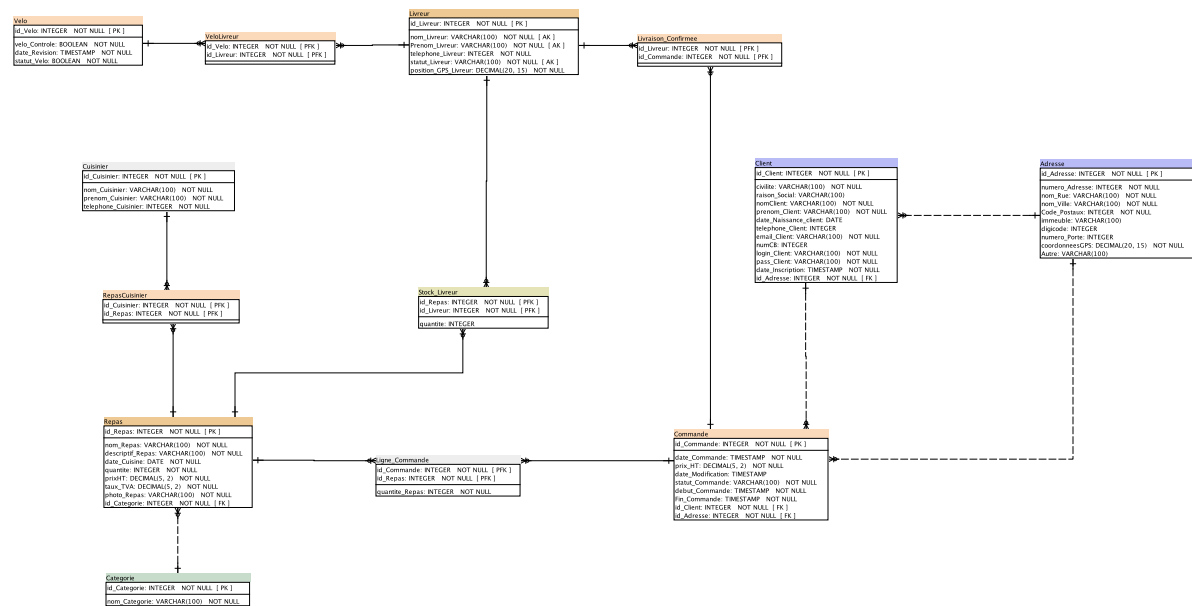 Velo
id_Velo: INTEGER NOT NULL [ PK ]
velo_Controle: BOOLEAN NOT NULL
date_Revision: TIMESTAMP NOT NULL
statut_Velo: BOOLEAN NOT NULL
VeloLivreur
id_Velo: INTEGER NOT NULL [ PFK ]
id_Livreur: INTEGER NOT NULL [ PFK ]
Livreur
id_Livreur: INTEGER NOT NULL [ PK ]
nom_Livreur: VARCHAR(100) NOT NULL [ AK ]
Prenom_Livreur: VARCHAR(100) NOT NULL [ AK ]
telephone_Livreur: INTEGER NOT NULL
statut_Livreur: VARCHAR(100) NOT NULL [ AK ]
position_GPS_Livreur: DECIMAL(20, 15) NOT NULL
Livraison_Confirmee
id_Livreur: INTEGER NOT NULL [ PFK ]
id_Commande: INTEGER NOT NULL [ PFK ]
Cuisinier
id_Cuisinier: INTEGER NOT NULL [ PK ]
nom_Cuisinier: VARCHAR(100) NOT NULL
prenom_Cuisinier: VARCHAR(100) NOT NULL
telephone_Cuisinier: INTEGER NOT NULL
Client
id_Client: INTEGER NOT NULL [ PK ]
civilite: VARCHAR(100) NOT NULL
raison_Social: VARCHAR(100)
nomClient: VARCHAR(100) NOT NULL
prenom_Client: VARCHAR(100) NOT NULL
date_Naissance_client: DATE
telephone_Client: INTEGER
email_Client: VARCHAR(100) NOT NULL
numCB: INTEGER
login_Client: VARCHAR(100) NOT NULL
pass_Client: VARCHAR(100) NOT NULL
date_Inscription: TIMESTAMP NOT NULL
id_Adresse: INTEGER NOT NULL [ FK ]
Adresse
id_Adresse: INTEGER NOT NULL [ PK ]
numero_Adresse: INTEGER NOT NULL
nom_Rue: VARCHAR(100) NOT NULL
nom_Ville: VARCHAR(100) NOT NULL
Code_Postaux: INTEGER NOT NULL
immeuble: VARCHAR(100)
digicode: INTEGER
numero_Porte: INTEGER
coordonneesGPS: DECIMAL(20, 15) NOT NULL
Autre: VARCHAR(100)
RepasCuisinier
id_Cuisinier: INTEGER NOT NULL [ PFK ]
id_Repas: INTEGER NOT NULL [ PFK ]
Stock_Livreur
id_Repas: INTEGER NOT NULL [ PFK ]
id_Livreur: INTEGER NOT NULL [ PFK ]
quantite: INTEGER
Repas
id_Repas: INTEGER NOT NULL [ PK ]
nom_Repas: VARCHAR(100) NOT NULL
descriptif_Repas: VARCHAR(100) NOT NULL
date_Cuisine: DATE NOT NULL
quantite: INTEGER NOT NULL
prixHT: DECIMAL(5, 2) NOT NULL
taux_TVA: DECIMAL(5, 2) NOT NULL
photo_Repas: VARCHAR(100) NOT NULL
id_Categorie: INTEGER NOT NULL [ FK ]
Ligne_Commande
id_Commande: INTEGER NOT NULL [ PFK ]
id_Repas: INTEGER NOT NULL [ PFK ]
quantite_Repas: INTEGER NOT NULL
Commande
id_Commande: INTEGER NOT NULL [ PK ]
date_Commande: TIMESTAMP NOT NULL
prix_HT: DECIMAL(5, 2) NOT NULL
date_Modification: TIMESTAMP
statut_Commande: VARCHAR(100) NOT NULL
debut_Commande: TIMESTAMP NOT NULL
Fin_Commande: TIMESTAMP NOT NULL
id_Client: INTEGER NOT NULL [ FK ]
id_Adresse: INTEGER NOT NULL [ FK ]
Categorie
id_Categorie: INTEGER NOT NULL [ PK ]
nom_Categorie: VARCHAR(100) NOT NULL